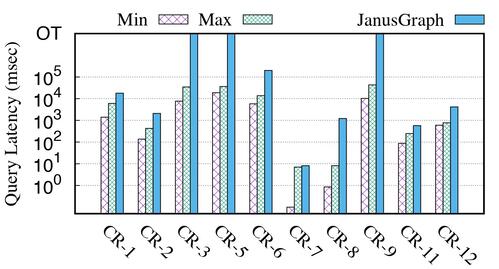 Min Max JanusGraph
Query Latency (msec)
OT
10^5
10^4
10^3
10^2
10^1
10^0
CR-1 CR-2 CR-3 CR-5 CR-6 CR-7 CR-8 CR-9 CR-11 CR-12